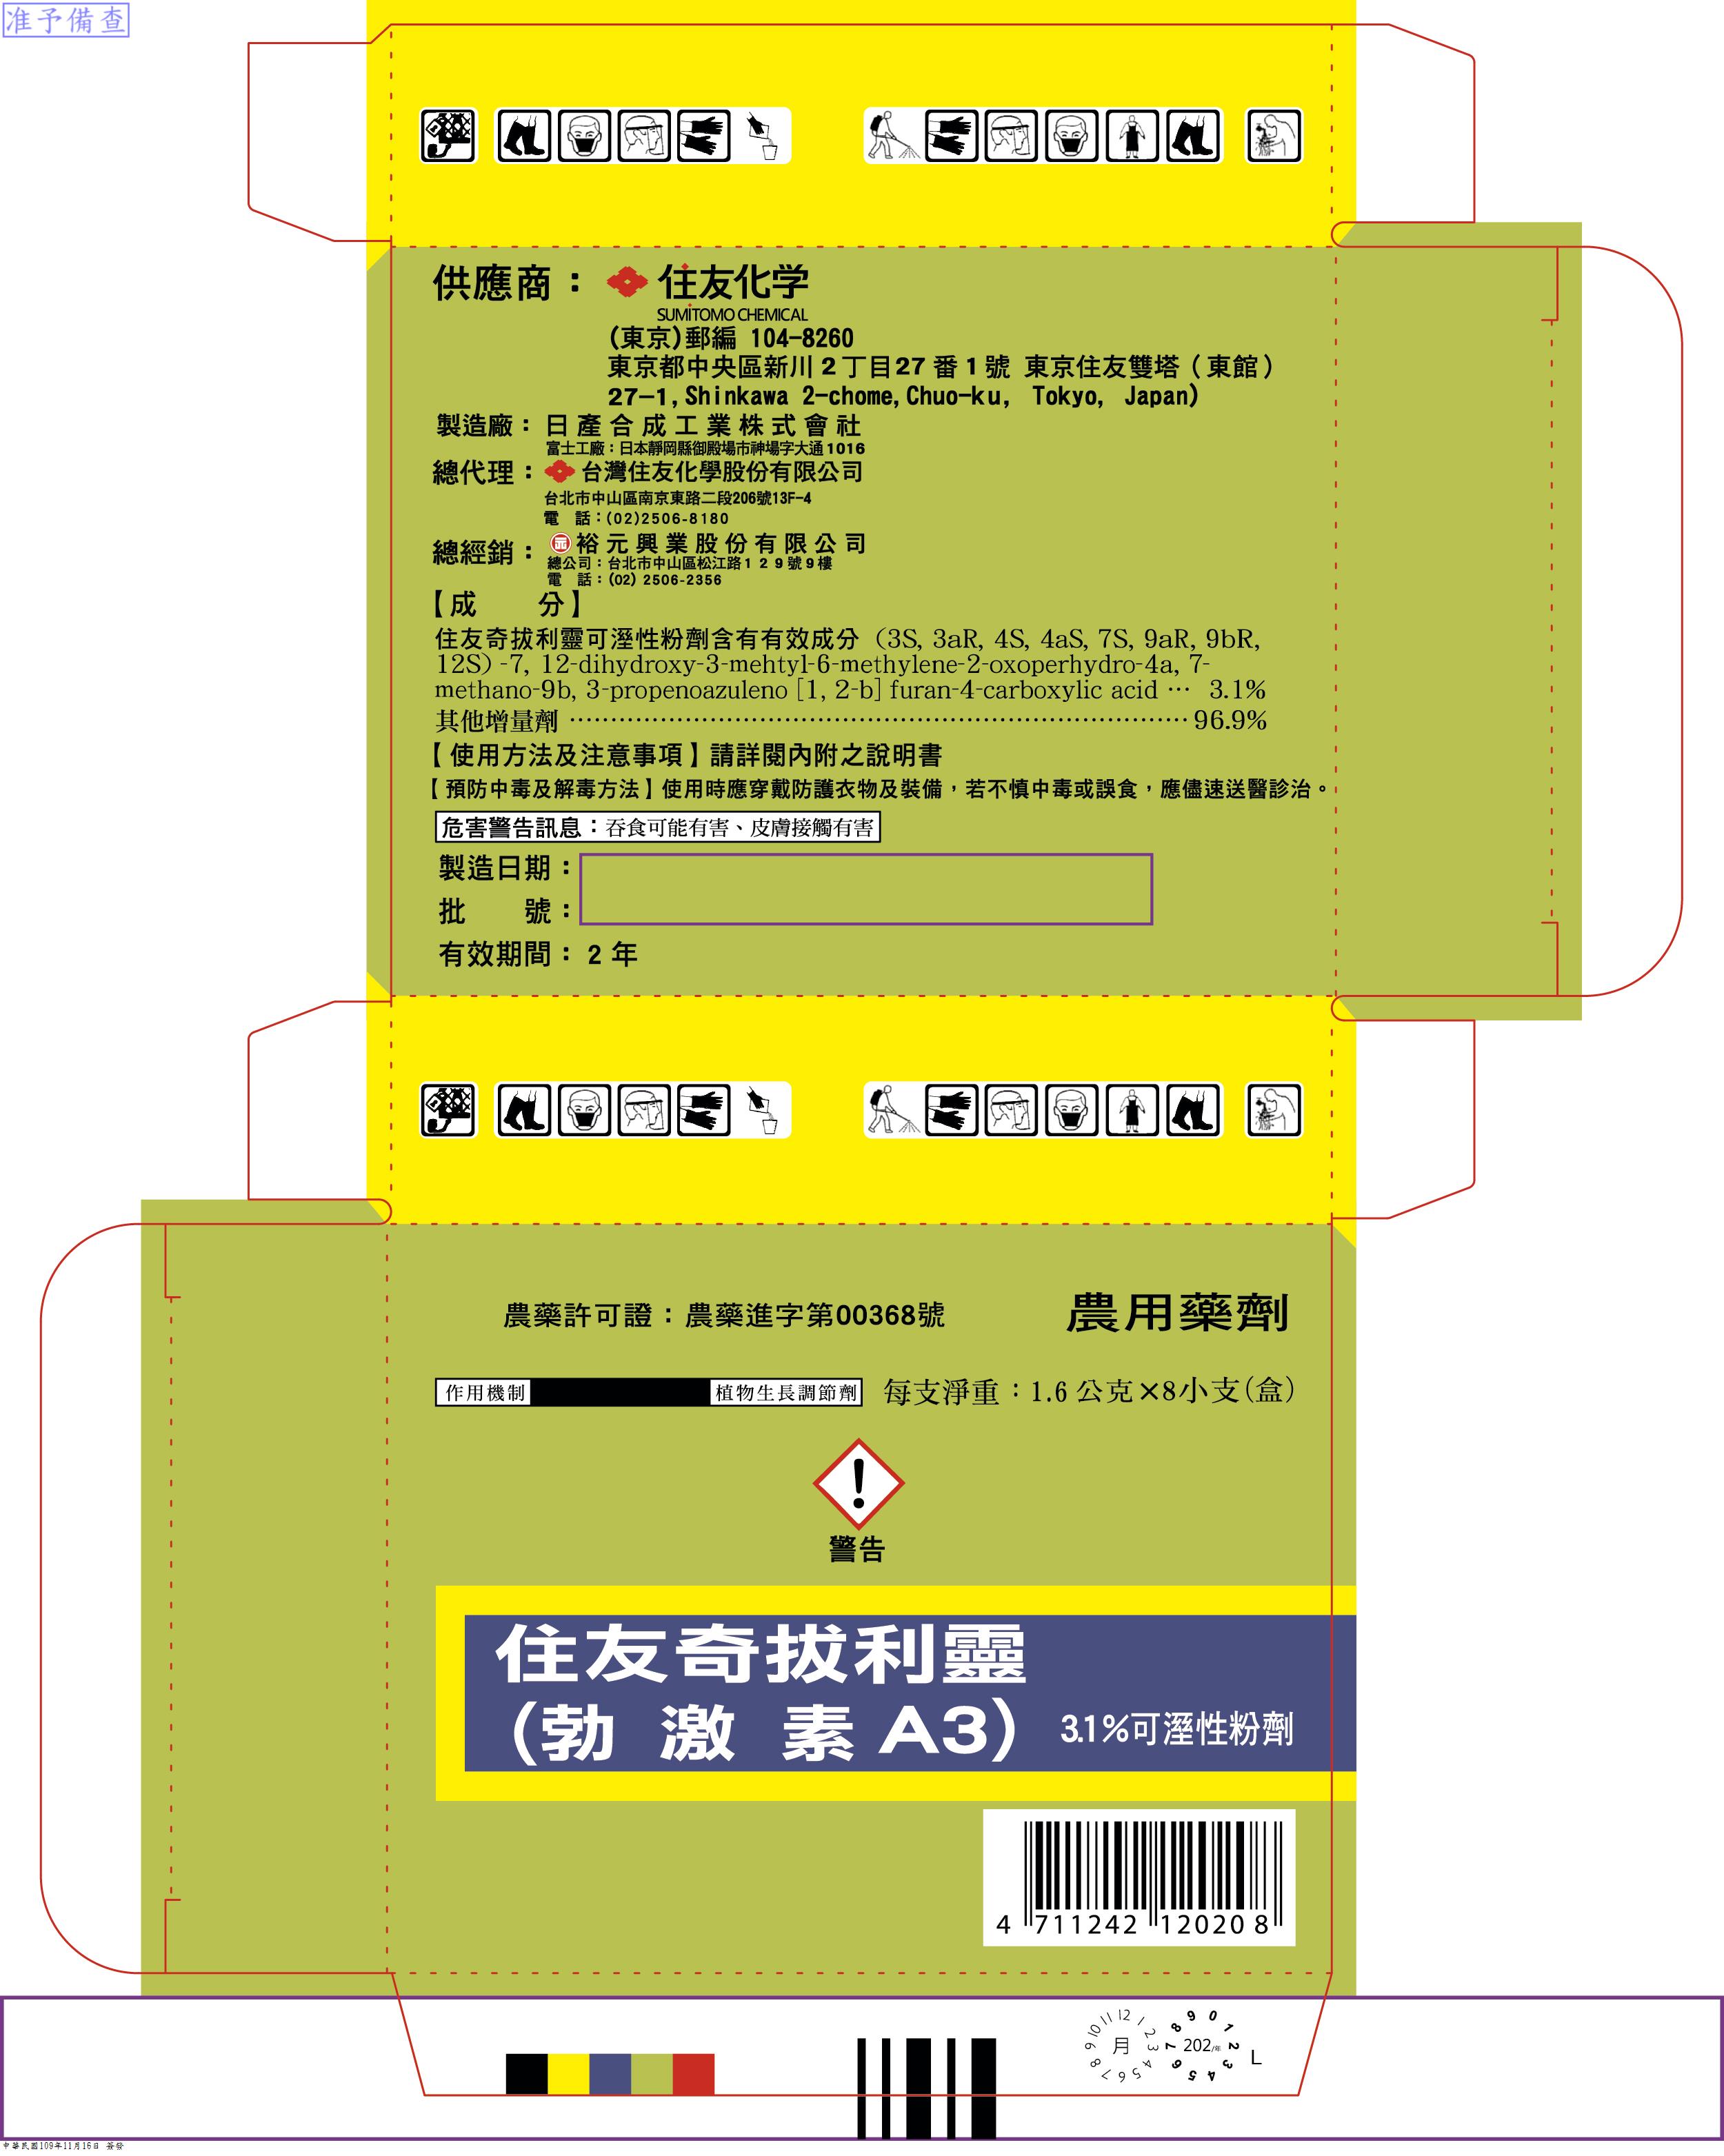 准予備查
供應商：住友化学
SUMITOMO CHEMICAL
(東京)郵編 104-8260
東京都中央區新川2丁目27番1號 東京住友雙塔（東館）
27-1, Shinkawa 2-chome, Chuo-ku, Tokyo, Japan)
製造廠：日產合成工業株式會社
富士工廠：日本靜岡縣御殿場市神場字大通1016
總代理：台灣住友化學股份有限公司
台北市中山區南京東路二段206號13F-4
電 話：(02)2506-8180
總經銷：裕元興業股份有限公司
總公司：台北市中山區松江路129號9樓
電 話：(02) 2506-2356
【成 分】
住友奇拔利靈可溼性粉劑含有有效成分（3S, 3aR, 4S, 4aS, 7S, 9aR, 9bR,
12S）-7, 12-dihydroxy-3-mehtyl-6-methylene-2-oxoperhydro-4a, 7-
methano-9b, 3-propenoazuleno [1, 2-b] furan-4-carboxylic acid … 3.1%
其他增量劑 …………………………………………………………………… 96.9%
【使用方法及注意事項】請詳閱內附之說明書
【預防中毒及解毒方法】使用時應穿戴防護衣物及裝備，若不慎中毒或誤食，應儘速送醫診治。
危害警告訊息：吞食可能有害、皮膚接觸有害
製造日期：
批 號：
有效期間：2 年
農藥許可證：農藥進字第00368號
農用藥劑
作用機制 植物生長調節劑
每支淨重：1.6 公克×8小支(盒)
警告
住友奇拔利靈
(勃激素A3) 3.1%可溼性粉劑
4 711242 120208
1 2 3 4 5 6 7 8 9 10 11 12 月
0 1 2 3 4 5 6 7 8 9 202/年
L
中華民國109年11月16日 簽發